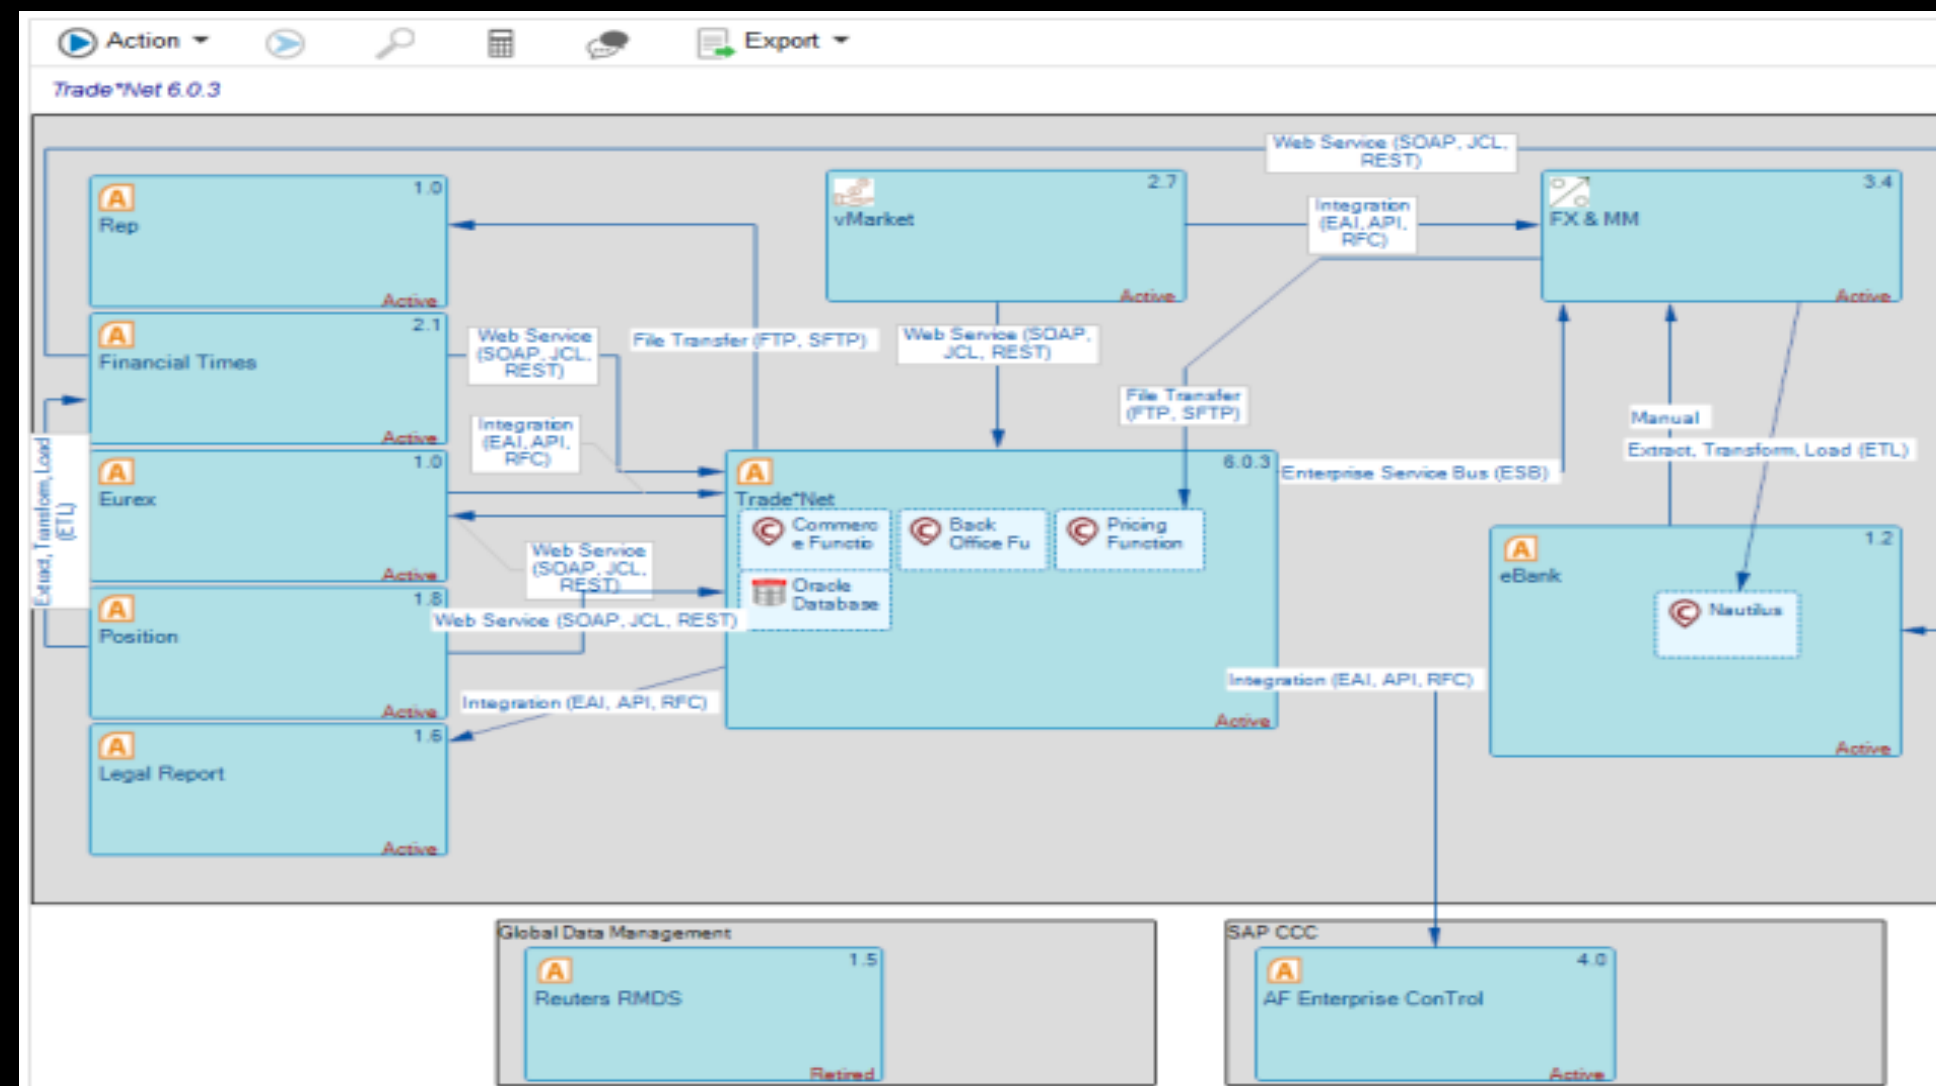 Action
Export
Trade*Net 6.0.3
Web Service (SOAP, JCL,
REST)
1.0
Rep
Active
2.7
vMarket
Active
Integration
(EAI, API,
RFC)
3.4
FX & MM
Active
2.1
Financial Times
Active
Web Service
(SOAP, JCL,
REST)
File Transfer (FTP, SFTP)
Web Service (SOAP,
JCL, REST)
File Transfer
(FTP, SFTP)
Manual
Extract, Transform, Load (ETL)
Integration
(EAI, API,
RFC)
Extract, Transform, Load
(ETL)
1.0
Eurex
Active
6.0.3
Trade*Net
Commerc
e Functio
Back
Office Fu
Pricing
Function
Oracle
Database
Active
Enterprise Service Bus (ESB)
1.2
eBank
Nautilus
Active
Web Service
(SOAP, JCL,
REST)
1.8
Position
Active
Web Service (SOAP, JCL, REST)
Integration (EAI, API, RFC)
Integration (EAI, API, RFC)
1.6
Legal Report
Active
Global Data Management
1.5
Reuters RMDS
Retired
SAP CCC
4.0
AF Enterprise ConTrol
Active